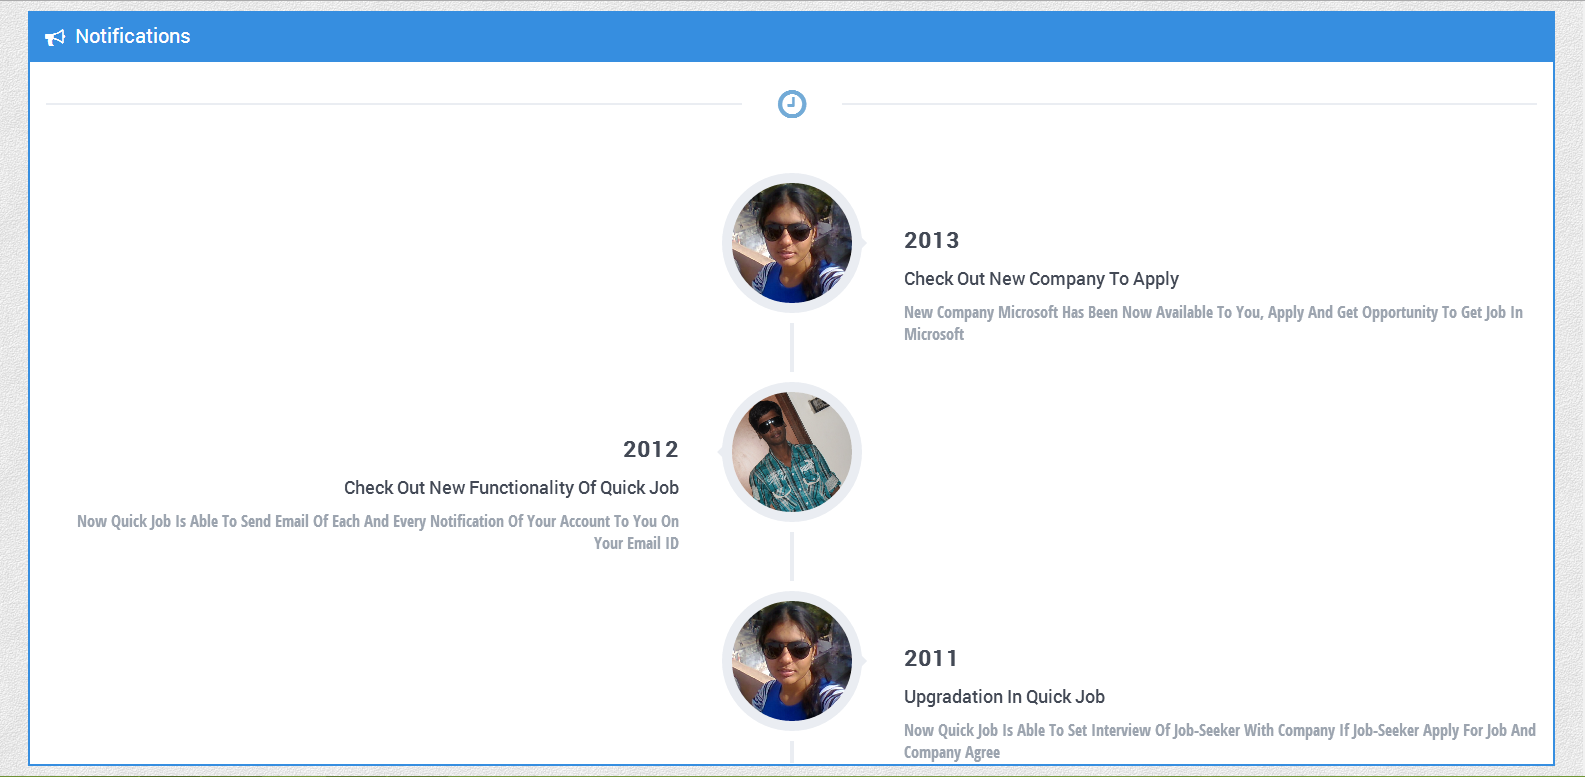 Notifications
2013
Check Out New Company To Apply
New Company Microsoft Has Been Now Available To You, Apply And Get Opportunity To Get Job In
Microsoft
2012
Check Out New Functionality Of Quick Job
Now Quick Job Is Able To Send Email Of Each And Every Notification Of Your Account To You On
Your Email ID
2011
Upgradation In Quick Job
Now Quick Job Is Able To Set Interview Of Job-Seeker With Company If Job-Seeker Apply For Job And
Company Agree